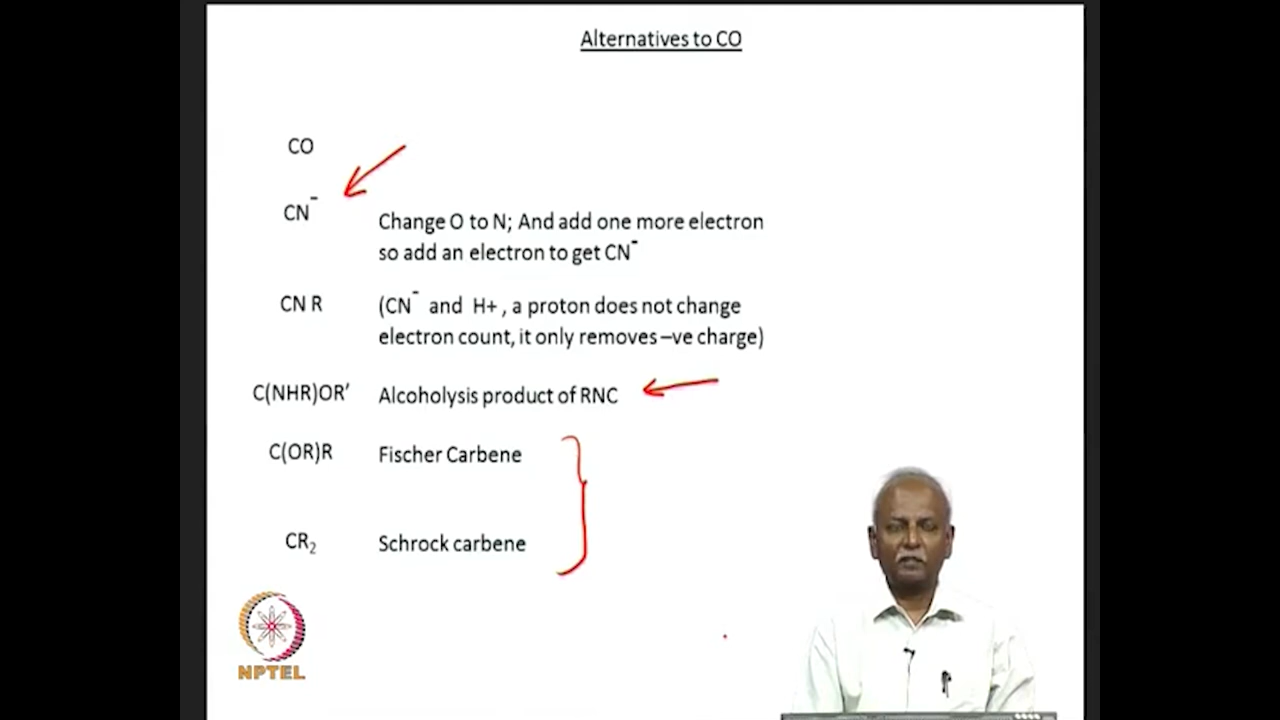 Alternatives to CO
CO
CN⁻
Change O to N; And add one more electron
so add an electron to get CN⁻
CN R
(CN⁻ and H+ , a proton does not change
electron count, it only removes –ve charge)
C(NHR)OR’ Alcoholysis product of RNC
C(OR)R Fischer Carbene
CR₂ Schrock carbene
NPTEL